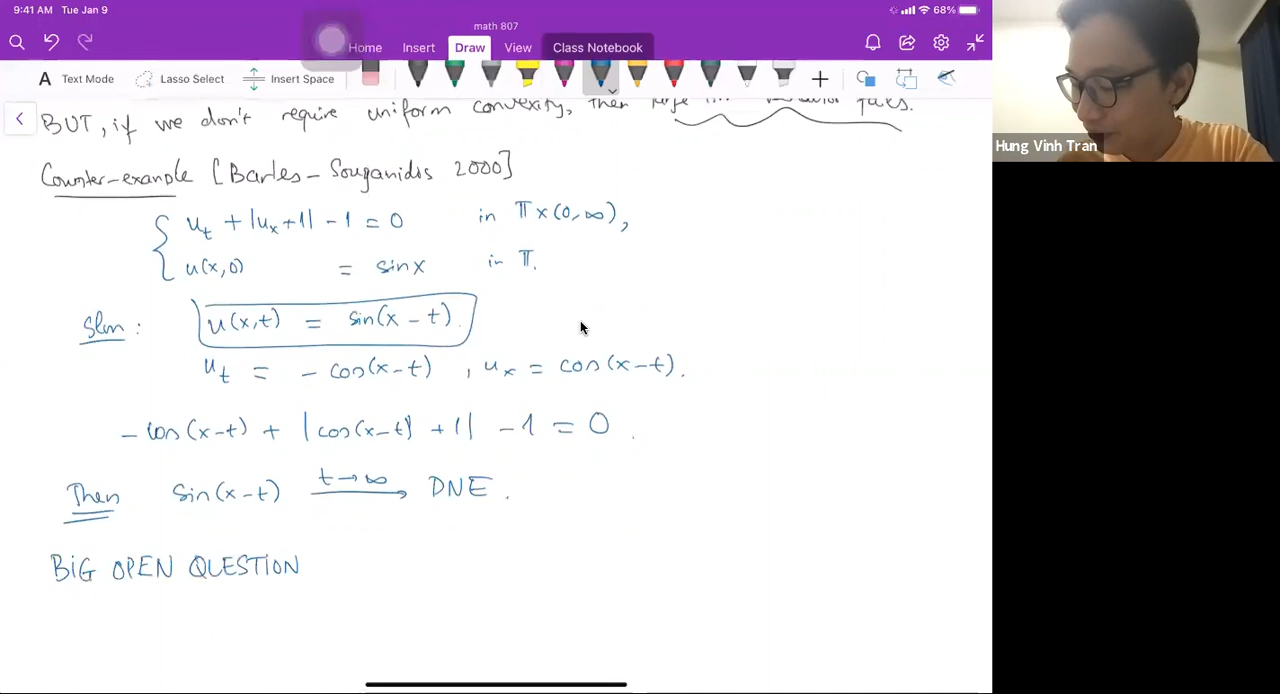 9:41 AM Tue Jan 9
68%
math 807
Home Insert Draw View Class Notebook
A Text Mode Lasso Select Insert Space
BUT, if we don't require uniform convexity, then fails.
Counter-example [Barles-Souganidis 2000]
u_t + |u_x+1| - 1 = 0 in 𝕋×(0,∞),
u(x,0) = sinx in 𝕋.
Soln: u(x,t) = sin(x-t).
u_t = - cos(x-t), u_x = cos(x-t).
- cos(x-t) + |cos(x-t) +1| - 1 = 0.
Then sin(x-t) t→∞ DNE.
BiG OPEN QUESTiON
Hung Vinh Tran